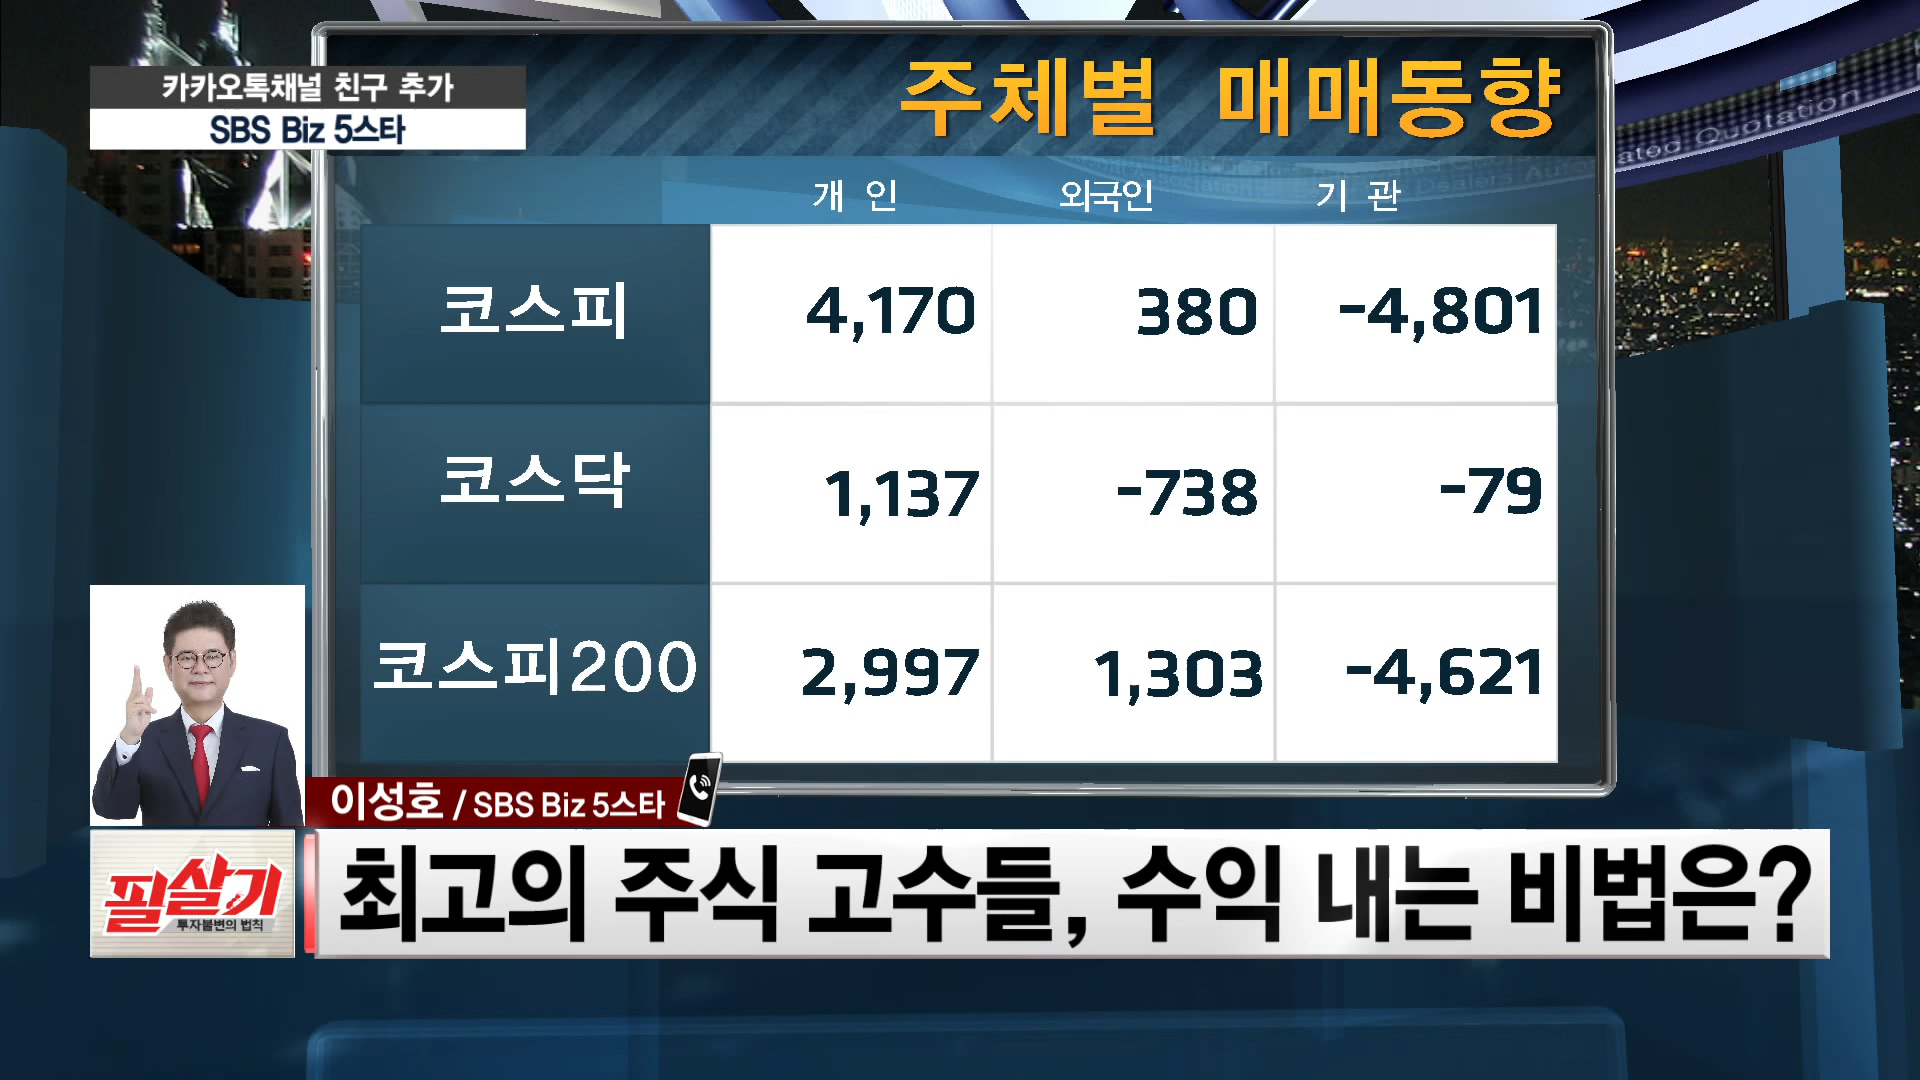 카카오톡채널 친구 추가
SBS Biz 5스타
주체별 매매동향
개 인 외국인 기 관
코스피 4,170 380 -4,801
코스닥 1,137 -738 -79
코스피200 2,997 1,303 -4,621
이성호 / SBS Biz 5스타
필살기
투자불변의 법칙
최고의 주식 고수들, 수익 내는 비법은?
ated Quotation
Dealers Auto